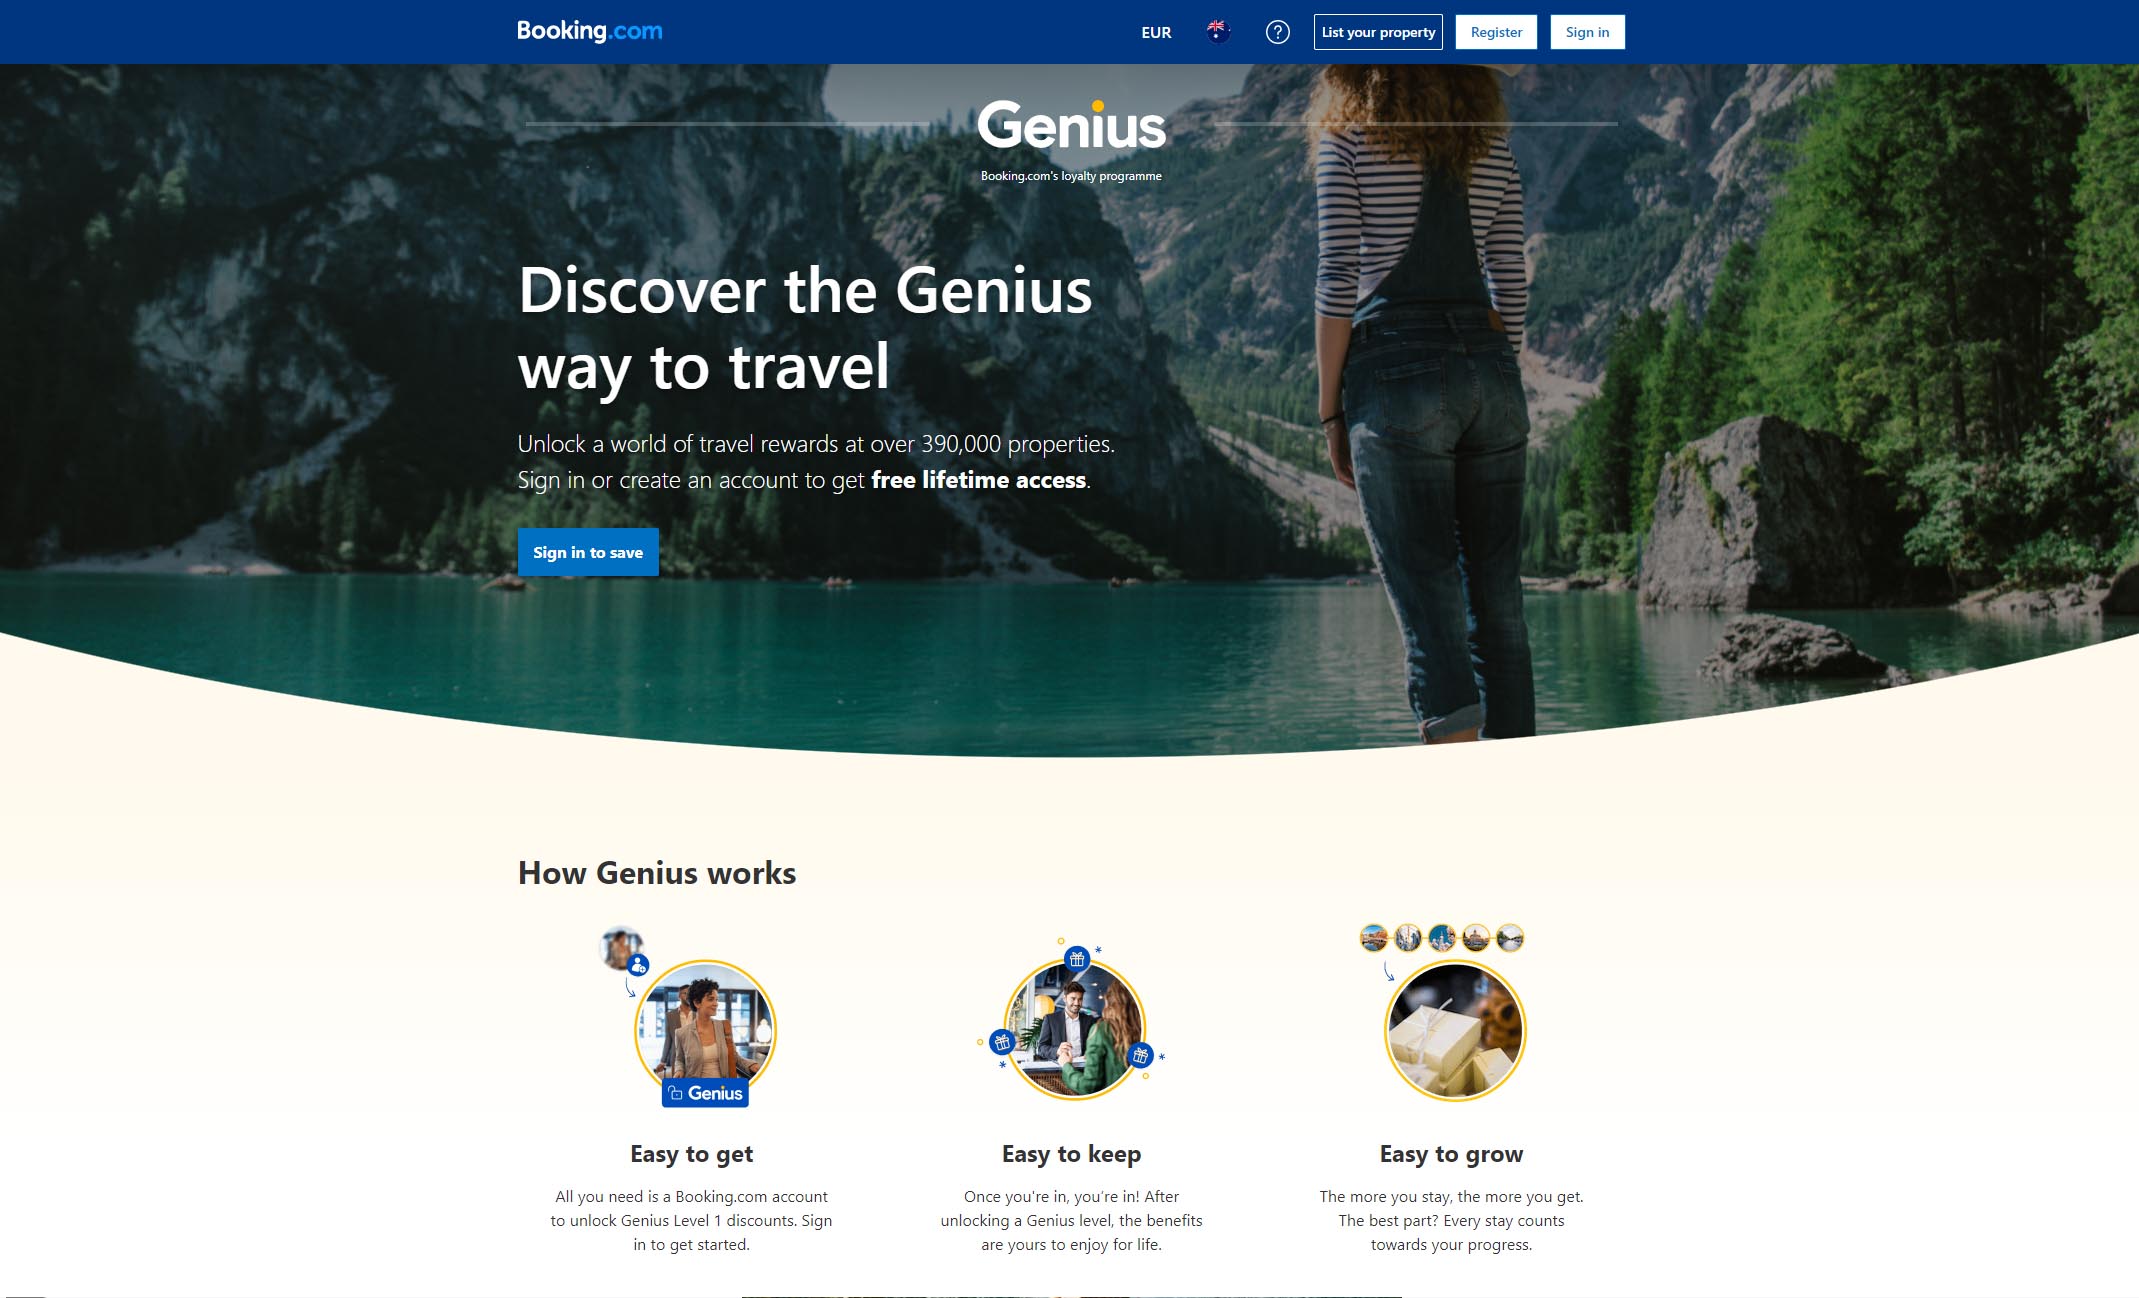 Booking.com
EUR
List your property
Register
Sign in
Genius
Booking.com's loyalty programme
Discover the Genius
way to travel
Unlock a world of travel rewards at over 390,000 properties.
Sign in or create an account to get free lifetime access.
Sign in to save
How Genius works
Genius
Easy to get
All you need is a Booking.com account
to unlock Genius Level 1 discounts. Sign
in to get started.
Easy to keep
Once you're in, you're in! After
unlocking a Genius level, the benefits
are yours to enjoy for life.
Easy to grow
The more you stay, the more you get.
The best part? Every stay counts
towards your progress.